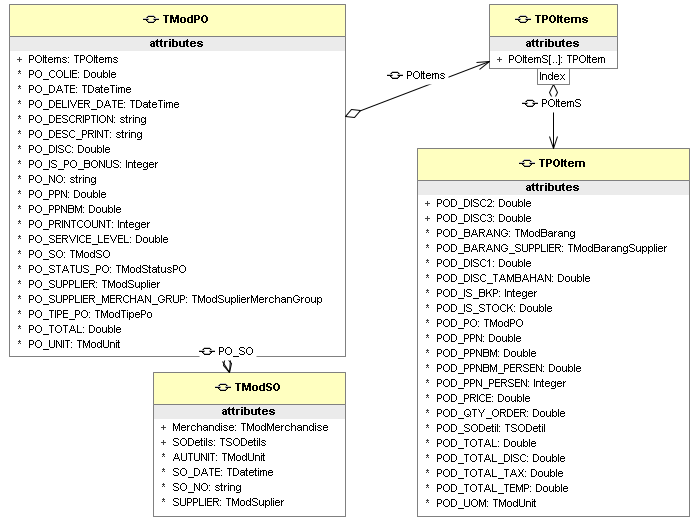 TModPO
attributes
+ POItems: TPOItems
* PO_COLIE: Double
* PO_DATE: TDateTime
* PO_DELIVER_DATE: TDateTime
* PO_DESCRIPTION: string
* PO_DESC_PRINT: string
* PO_DISC: Double
* PO_IS_PO_BONUS: Integer
* PO_NO: string
* PO_PPN: Double
* PO_PPNBM: Double
* PO_PRINTCOUNT: Integer
* PO_SERVICE_LEVEL: Double
* PO_SO: TModSO
* PO_STATUS_PO: TModStatusPO
* PO_SUPPLIER: TModSuplier
* PO_SUPPLIER_MERCHAN_GRUP: TModSuplierMerchanGroup
* PO_TIPE_PO: TModTipePo
* PO_TOTAL: Double
* PO_UNIT: TModUnit
POItems
TPOItems
attributes
+ POItemS[..]: TPOItem
Index
POItemS
TPOItem
attributes
+ POD_DISC2: Double
+ POD_DISC3: Double
* POD_BARANG: TModBarang
* POD_BARANG_SUPPLIER: TModBarangSupplier
* POD_DISC1: Double
* POD_DISC_TAMBAHAN: Double
* POD_IS_BKP: Integer
* POD_IS_STOCK: Double
* POD_PO: TModPO
* POD_PPN: Double
* POD_PPNBM: Double
* POD_PPNBM_PERSEN: Double
* POD_PPN_PERSEN: Integer
* POD_PRICE: Double
* POD_QTY_ORDER: Double
* POD_SODetil: TSODetil
* POD_TOTAL: Double
* POD_TOTAL_DISC: Double
* POD_TOTAL_TAX: Double
* POD_TOTAL_TEMP: Double
* POD_UOM: TModUnit
PO_SO
TModSO
attributes
+ Merchandise: TModMerchandise
+ SODetils: TSODetils
* AUTUNIT: TModUnit
* SO_DATE: TDatetime
* SO_NO: string
* SUPPLIER: TModSuplier